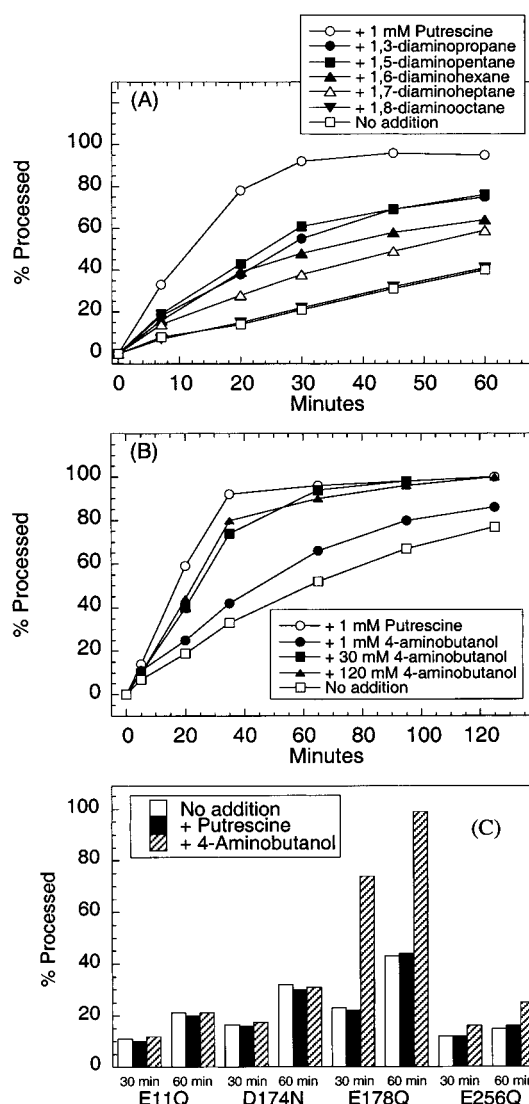 + 1 mM Putrescine
+ 1,3-diaminopropane
+ 1,5-diaminopentane
+ 1,6-diaminohexane
+ 1,7-diaminoheptane
+ 1,8-diaminooctane
No addition
(A)
100
80
60
40
20
0
% Processed
0 10 20 30 40 50 60
Minutes
(B)
100
80
60
40
20
0
% Processed
+ 1 mM Putrescine
+ 1 mM 4-aminobutanol
+ 30 mM 4-aminobutanol
+ 120 mM 4-aminobutanol
No addition
0 20 40 60 80 100 120
Minutes
No addition
+ Putrescine
+ 4-Aminobutanol
(C)
100
80
60
40
20
0
% Processed
30 min 60 min 30 min 60 min 30 min 60 min 30 min 60 min
E11Q D174N E178Q E256Q